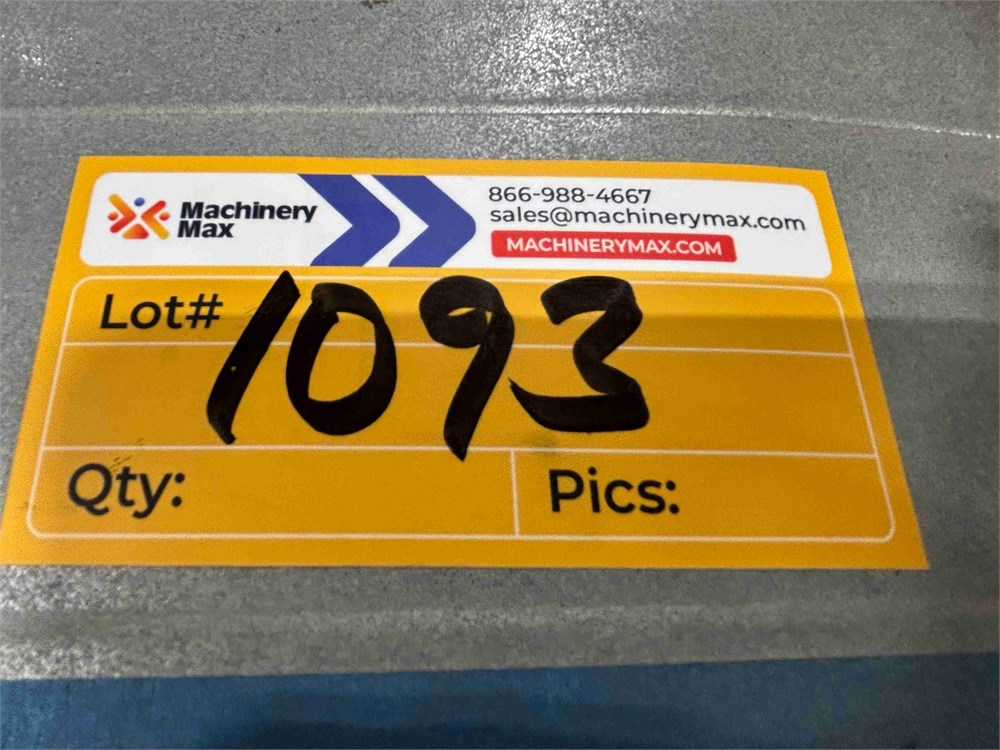 Machinery
Max
866-988-4667
sales@machinerymax.com
MACHINERYMAX.COM
Lot# 1093
Qty:
Pics: